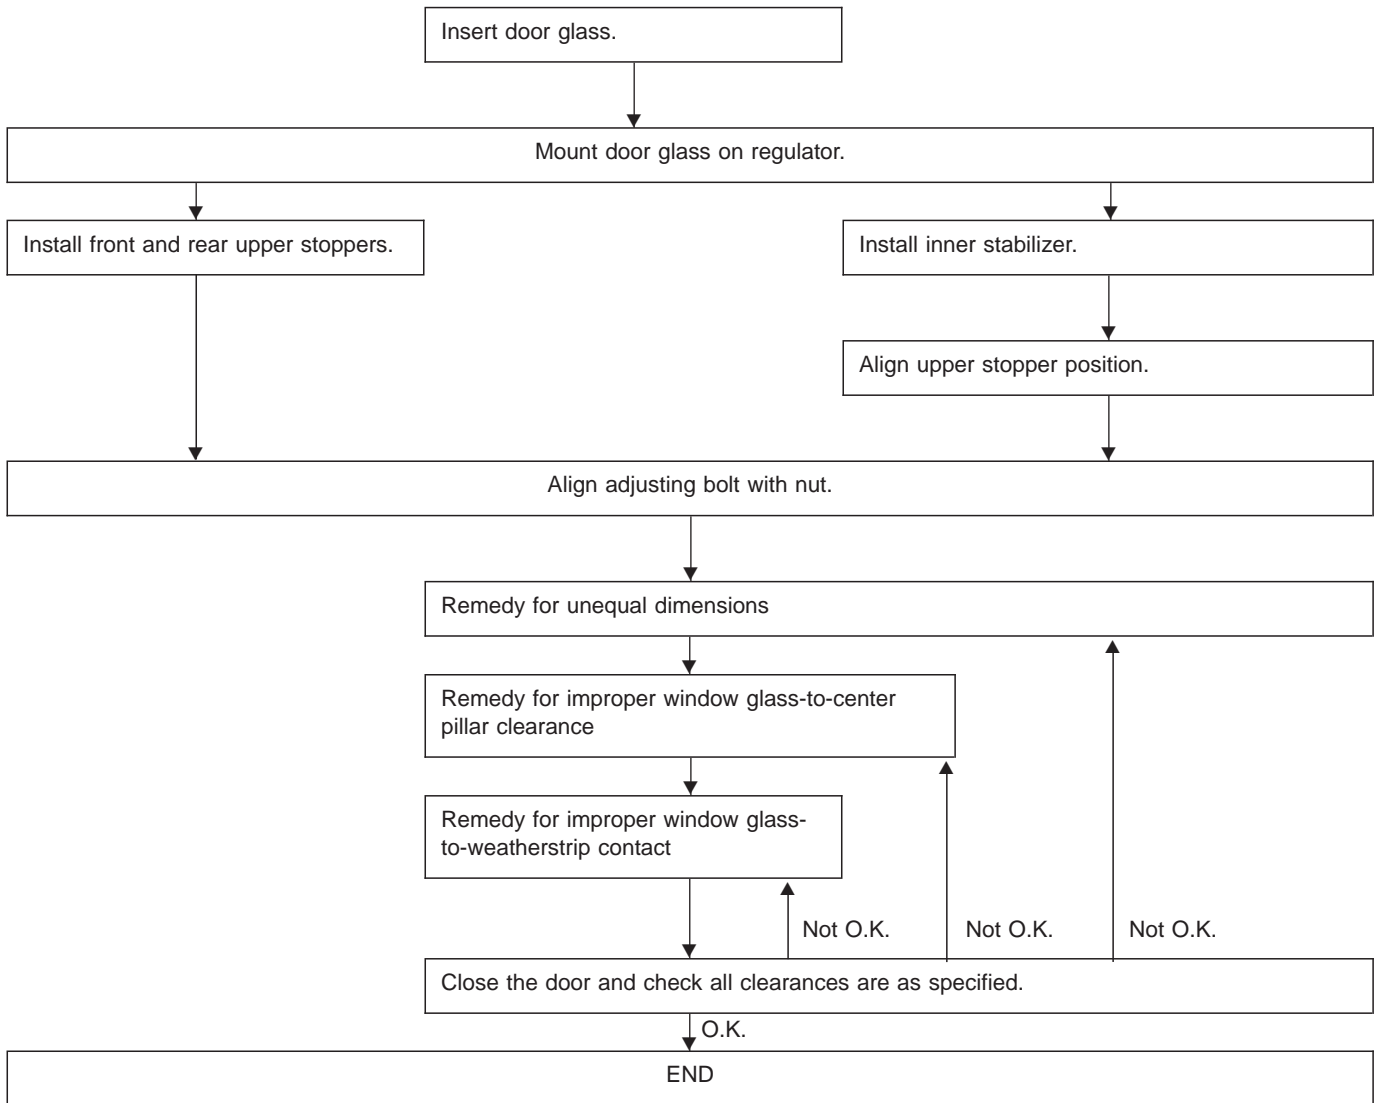 Insert door glass.
Mount door glass on regulator.
Install front and rear upper stoppers.
Install inner stabilizer.
Align upper stopper position.
Align adjusting bolt with nut.
Remedy for unequal dimensions
Remedy for improper window glass-to-center
pillar clearance
Remedy for improper window glass-
to-weatherstrip contact
Not O.K.
Not O.K.
Not O.K.
Close the door and check all clearances are as specified.
O.K.
END